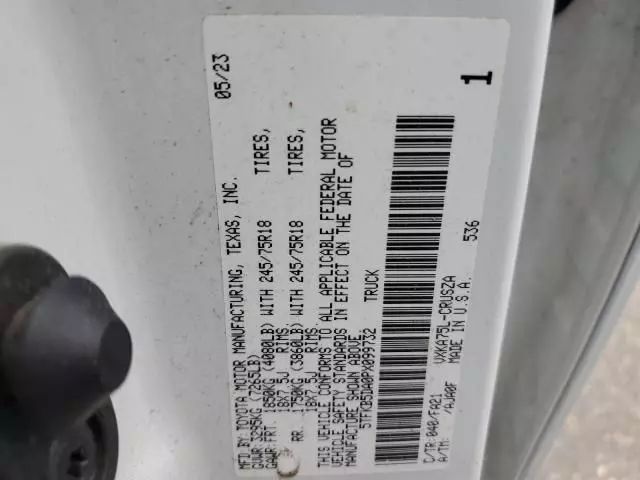 MFD. BY TOYOTA MOTOR MANUFACTURING, TEXAS, INC. 05/23
GVWR: 3295KG (7265LB)
GAWR:FRT. 1850KG (4080LB) WITH 245/75R18 TIRES,
18X7.5J RIMS.
RR. 1750KG (3860LB) WITH 245/75R18 TIRES,
18X7.5J RIMS.
THIS VEHICLE CONFORMS TO ALL APPLICABLE FEDERAL MOTOR
VEHICLE SAFETY STANDARDS IN EFFECT ON THE DATE OF
MANUFACTURE SHOWN ABOVE.
TRUCK
C/TR:040/FA21 VXKA75L-CRUSZA 536
A/TM: /AJA0F MADE IN U.S.A.
1